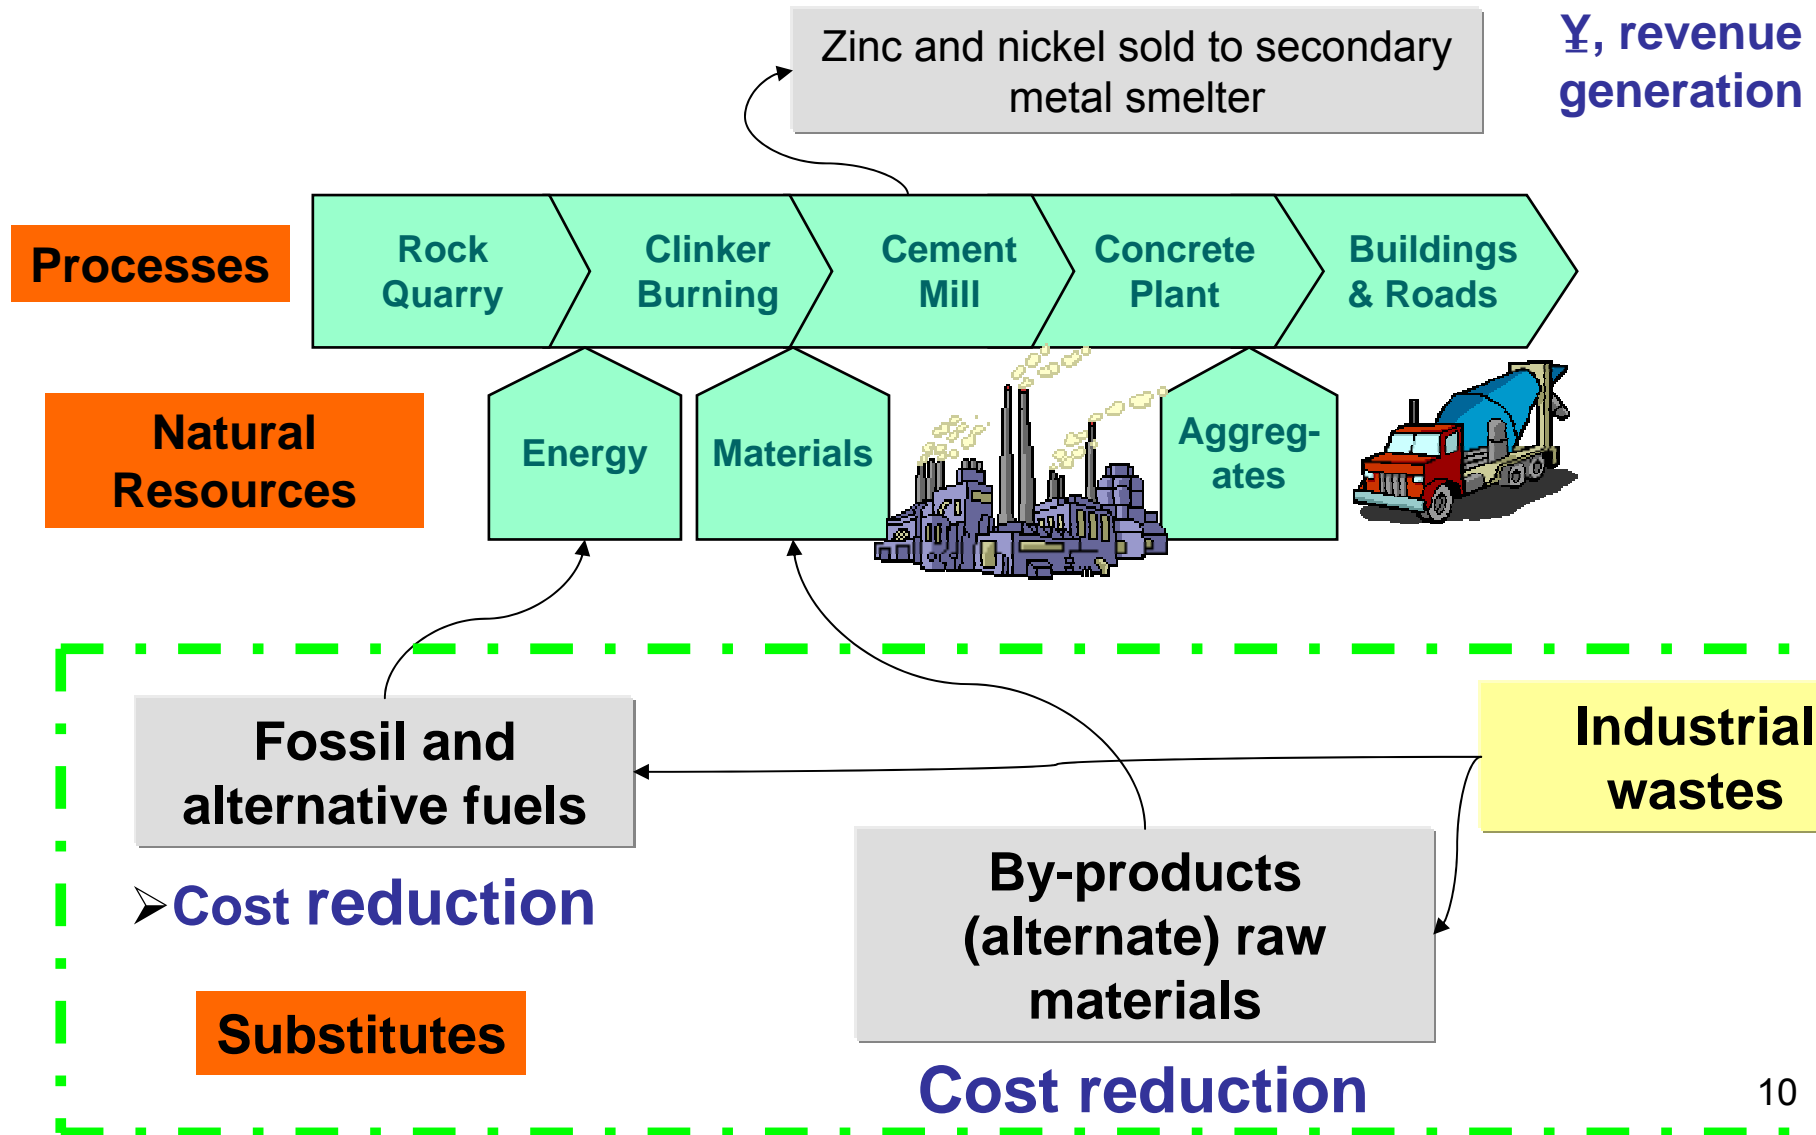 Zinc and nickel sold to secondary
metal smelter
¥, revenue
generation
Processes
Rock
Quarry
Clinker
Burning
Cement
Mill
Concrete
Plant
Buildings
& Roads
Natural
Resources
Energy
Materials
Aggreg-
ates
Fossil and
alternative fuels
Industrial
wastes
➢Cost reduction
By-products
(alternate) raw
materials
Substitutes
Cost reduction
10